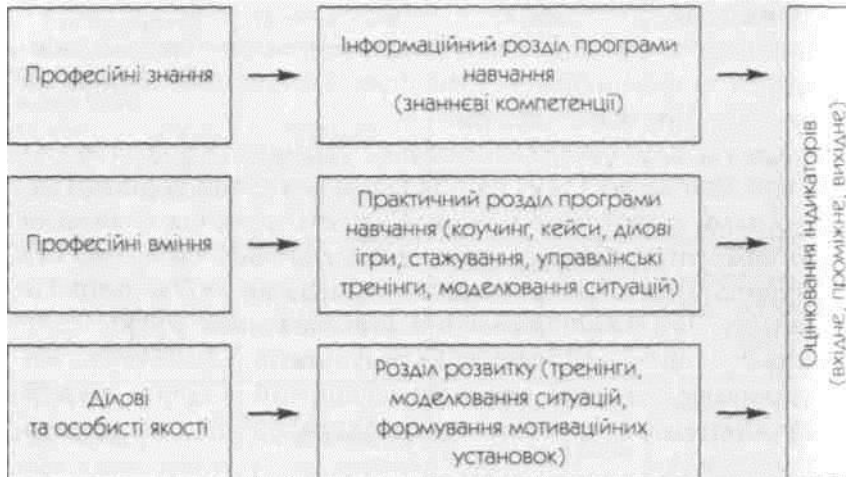 Професійні знання
Інформаційний розділ програми
навчання
(знаннєві компетенції)
Професійні вміння
Практичний розділ програми
навчання (коучинг, кейси, ділові
ігри, стажування, управлінські
тренінги, моделювання ситуацій)
Ділові
та особисті якості
Розділ розвитку (тренінги,
моделювання ситуацій,
формування мотиваційних
установок)
Оцінювання індикаторів
(вхідне, проміжне, вихідне)